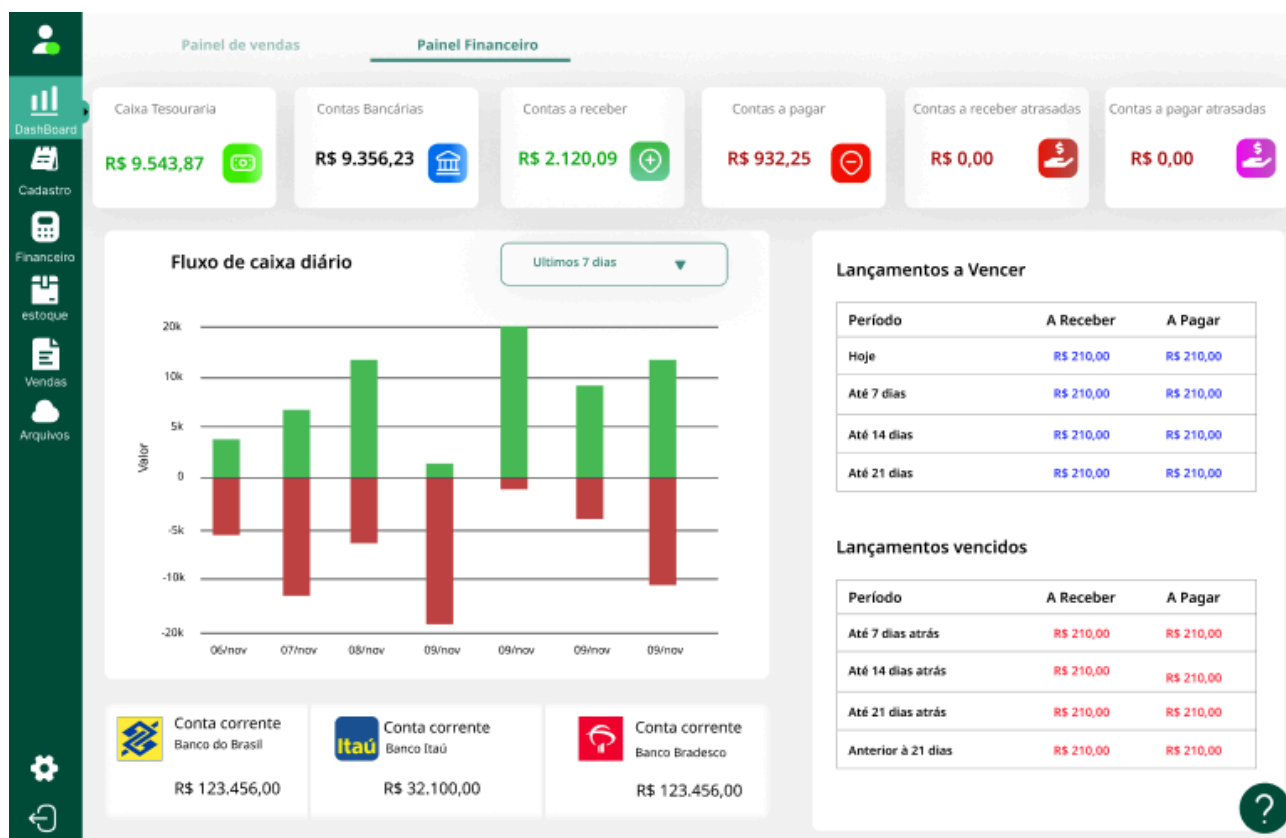 Painel de vendas Painel Financeiro
DashBoard
Cadastro
Financeiro
estoque
Vendas
Arquivos
Caixa Tesouraria Contas Bancárias Contas a receber Contas a pagar Contas a receber atrasadas Contas a pagar atrasadas
R$ 9.543,87 R$ 9.356,23 R$ 2.120,09 R$ 932,25 R$ 0,00 R$ 0,00
Fluxo de caixa diário Ultimos 7 dias
Valor
20k
10k
5k
0
-5k
-10k
-20k
06/nov 07/nov 08/nov 09/nov 09/nov 09/nov 09/nov
Lançamentos a Vencer
Período A Receber A Pagar
Hoje R$ 210,00 R$ 210,00
Até 7 dias R$ 210,00 R$ 210,00
Até 14 dias R$ 210,00 R$ 210,00
Até 21 dias R$ 210,00 R$ 210,00
Lançamentos vencidos
Período A Receber A Pagar
Até 7 dias atrás R$ 210,00 R$ 210,00
Até 14 dias atrás R$ 210,00 R$ 210,00
Até 21 dias atrás R$ 210,00 R$ 210,00
Anterior à 21 dias R$ 210,00 R$ 210,00
Conta corrente
Banco do Brasil
R$ 123.456,00
Itaú
Conta corrente
Banco Itaú
R$ 32.100,00
Conta corrente
Banco Bradesco
R$ 123.456,00
?